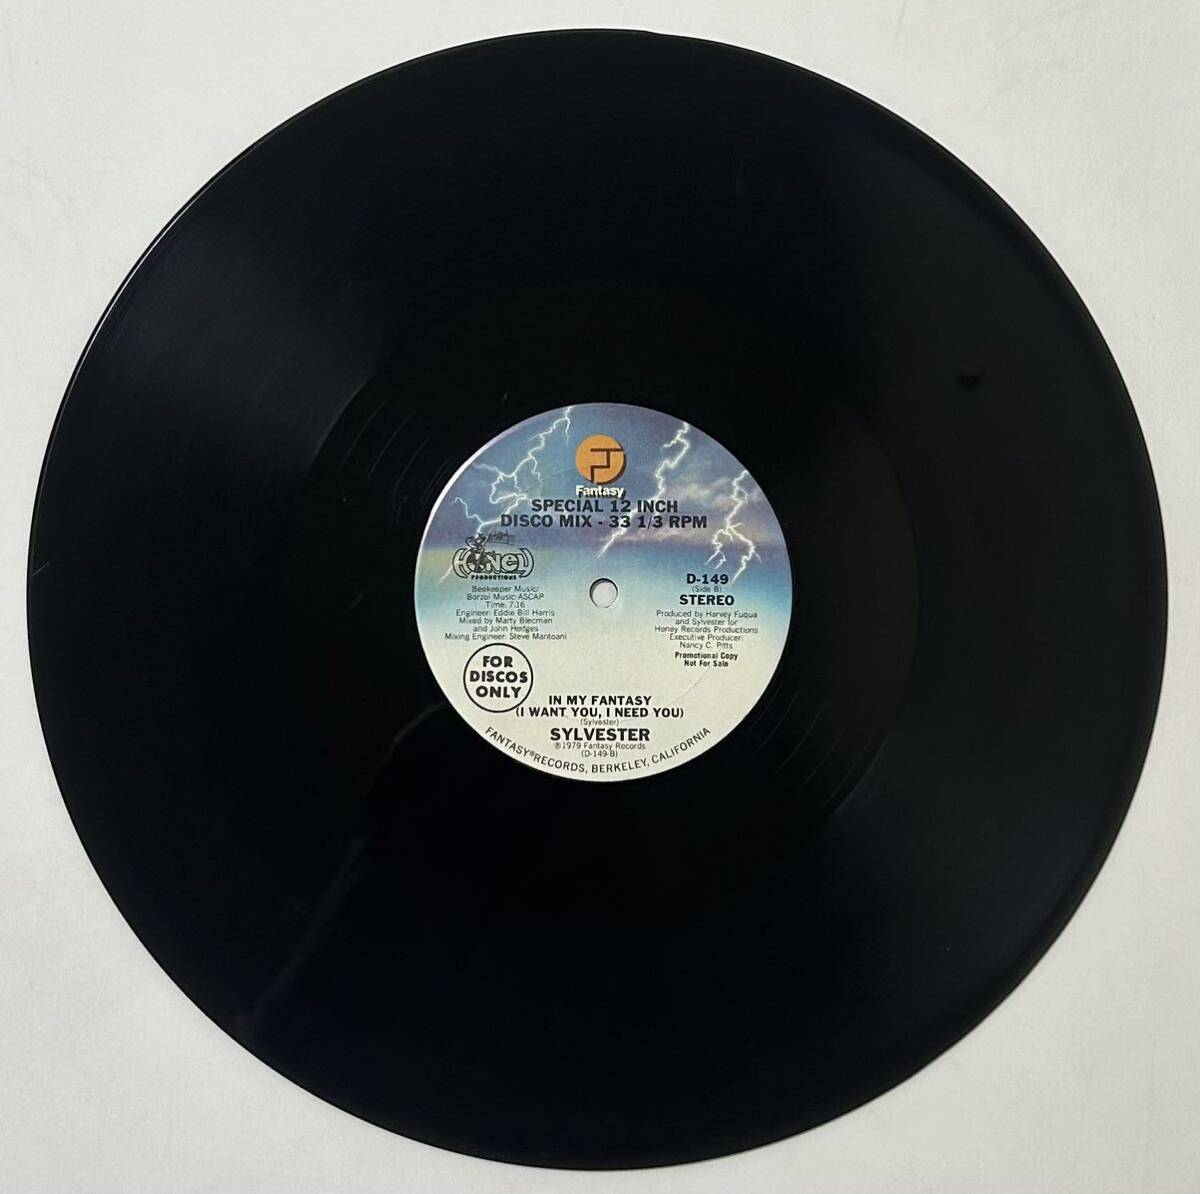 Fantasy
SPECIAL 12 INCH
DISCO MIX - 33 1/3 RPM
HONEY
PRODUCTIONS
Beekeeper Music/
Borzoi Music-ASCAP
Time: 7:16
Engineer: Eddie Bill Harris
Mixed by Marty Blecman
and John Hedges
Mixing Engineer: Steve Mantoani
D-149
(Side B)
STEREO
Produced by Harvey Fuqua
and Sylvester for
Honey Records Productions
Executive Producer:
Nancy C. Pitts
Promotional Copy
Not For Sale
FOR
DISCOS
ONLY
IN MY FANTASY
(I WANT YOU, I NEED YOU)
(Sylvester)
SYLVESTER
℗ 1979 Fantasy Records
(D-149-B)
FANTASY® RECORDS, BERKELEY, CALIFORNIA